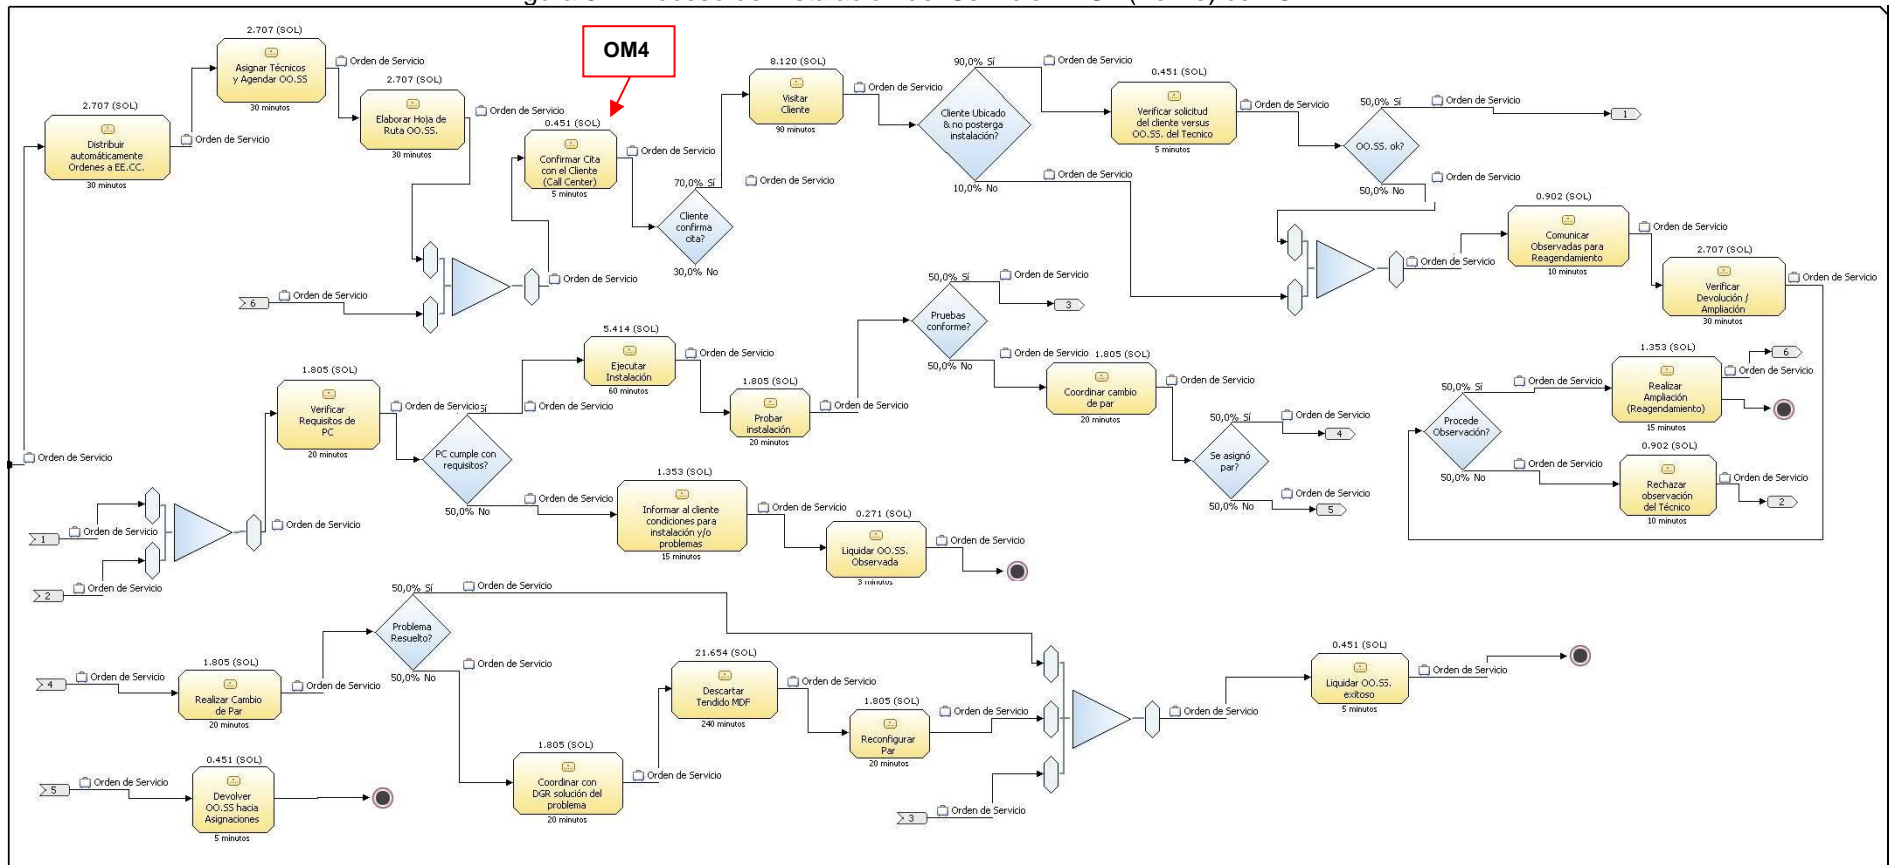 OM4
2.707 (SOL)
Asignar Técnicos
y Agendar OO.SS
30 minutos
Orden de Servicio
2.707 (SOL)
Elaborar Hoja de
Ruta OO.SS.
30 minutos
Orden de Servicio
2.707 (SOL)
Distribuir
automáticamente
Ordenes a EE.CC.
30 minutos
Orden de Servicio
0.451 (SOL)
Confirmar Cita
con el Cliente
(Call Center)
5 minutos
Orden de Servicio
70,0% Sí
Orden de Servicio
Cliente
confirma
cita?
30,0% No
8.120 (SOL)
Visitar
Cliente
90 minutos
Orden de Servicio
90,0% Sí
Orden de Servicio
Cliente Ubicado
& no posterga
instalación?
10,0% No
Orden de Servicio
0.451 (SOL)
Verificar solicitud
del cliente versus
OO.SS. del Tecnico
5 minutos
Orden de Servicio
50,0% Sí
Orden de Servicio
1
OO.SS. ok?
50,0% No
Orden de Servicio
6
Orden de Servicio
Orden de Servicio
Orden de Servicio
0.902 (SOL)
Comunicar
Observadas para
Reagendamiento
10 minutos
Orden de Servicio
2.707 (SOL)
Verificar
Devolución /
Ampliación
30 minutos
Orden de Servicio
Orden de Servicio
1.805 (SOL)
Verificar
Requisitos de
PC
20 minutos
Orden de Servicio
Sí
Orden de Servicio
PC cumple con
requisitos?
50,0% No
Orden de Servicio
5.414 (SOL)
Ejecutar
Instalación
60 minutos
Orden de Servicio
1.805 (SOL)
Probar
instalación
20 minutos
Orden de Servicio
50,0% Sí
Orden de Servicio
3
Pruebas
conforme?
50,0% No
Orden de Servicio
1.805 (SOL)
Coordinar cambio
de par
20 minutos
Orden de Servicio
50,0% Sí
Orden de Servicio
4
Se asignó
par?
50,0% No
Orden de Servicio
5
50,0% Sí
Orden de Servicio
Procede
Observación?
50,0% No
Orden de Servicio
1.353 (SOL)
Realizar
Ampliación
(Reagendamiento)
15 minutos
Orden de Servicio
6
0.902 (SOL)
Rechazar
observación
del Técnico
10 minutos
Orden de Servicio
2
1
Orden de Servicio
2
Orden de Servicio
Orden de Servicio
1.353 (SOL)
Informar al cliente
condiciones para
instalación y/o
problemas
15 minutos
Orden de Servicio
0.271 (SOL)
Liquidar OO.SS.
Observada
3 minutos
Orden de Servicio
4
Orden de Servicio
1.805 (SOL)
Realizar Cambio
de Par
20 minutos
Orden de Servicio
50,0% Sí
Orden de Servicio
Problema
Resuelto?
50,0% No
Orden de Servicio
1.805 (SOL)
Coordinar con
DGR solución del
problema
20 minutos
Orden de Servicio
21.654 (SOL)
Descartar
Tendido MDF
240 minutos
Orden de Servicio
1.805 (SOL)
Reconfigurar
Par
20 minutos
Orden de Servicio
3
Orden de Servicio
Orden de Servicio
0.451 (SOL)
Liquidar OO.SS.
exitoso
5 minutos
Orden de Servicio
5
Orden de Servicio
0.451 (SOL)
Devolver
OO.SS hacia
Asignaciones
5 minutos
Orden de Servicio